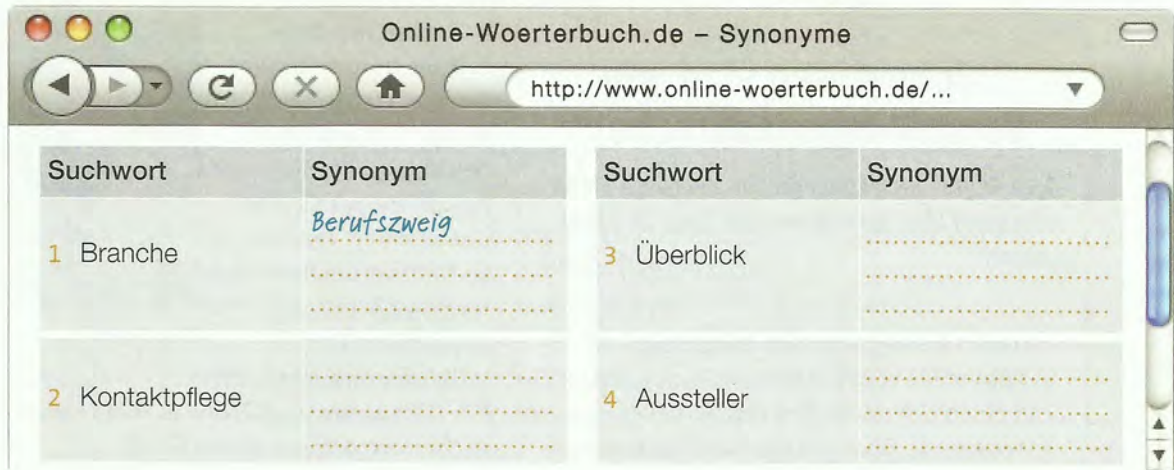 Online-Woerterbuch.de – Synonyme
http://www.online-woerterbuch.de/...
Suchwort Synonym
1 Branche Berufszweig
2 Kontaktpflege
Suchwort Synonym
3 Überblick
4 Aussteller